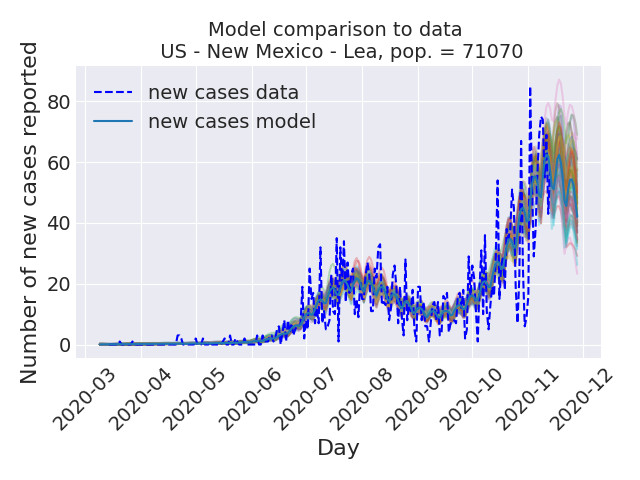 Model comparison to data
US - New Mexico - Lea, pop. = 71070
Number of new cases reported
80
60
40
20
0
new cases data
new cases model
2020-03
2020-04
2020-05
2020-06
2020-07
2020-08
2020-09
2020-10
2020-11
2020-12
Day